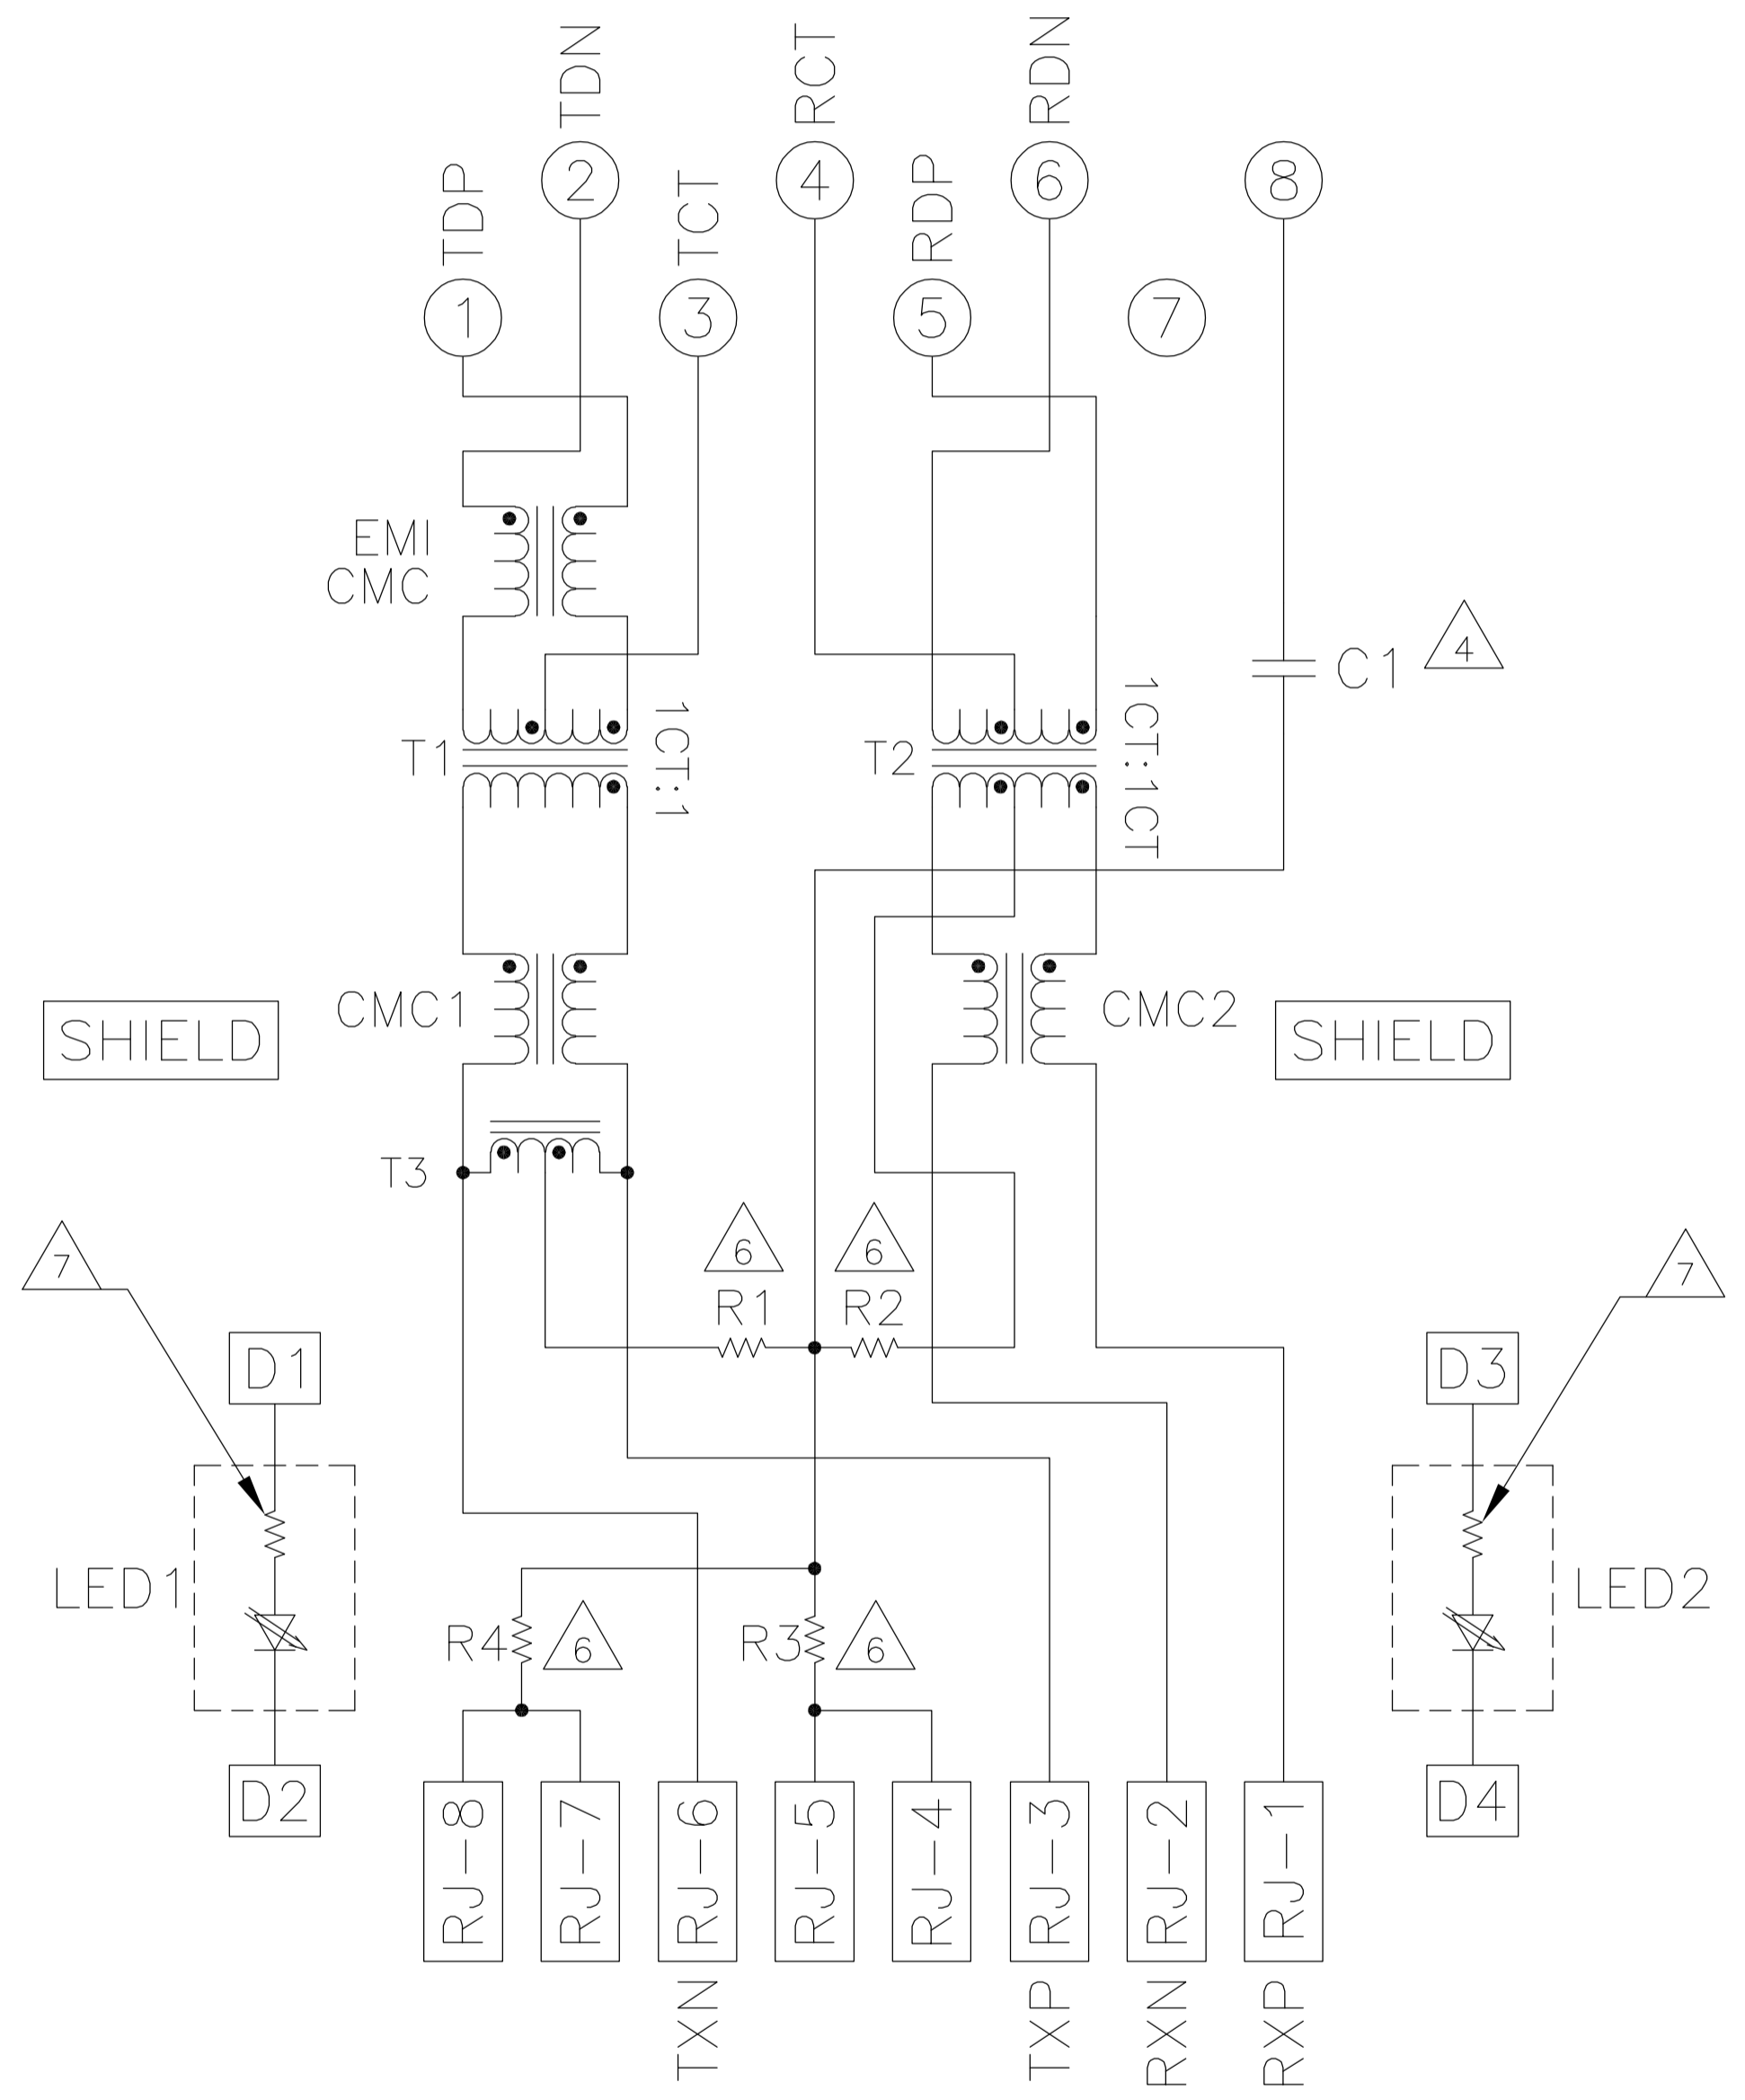 TDP
TDN
TCT
RCT
RDP
RDN
1
2
3
4
5
6
7
8
EMI
CMC
C1
4
T1
1CT:1
T2
1CT:1CT
CMC1
CMC2
SHIELD
SHIELD
T3
7
6
6
7
R1
R2
D1
D3
LED1
LED2
R4
6
R3
6
D2
D4
RJ-8
RJ-7
RJ-6
RJ-5
RJ-4
RJ-3
RJ-2
RJ-1
TXN
TXP
RXN
RXP